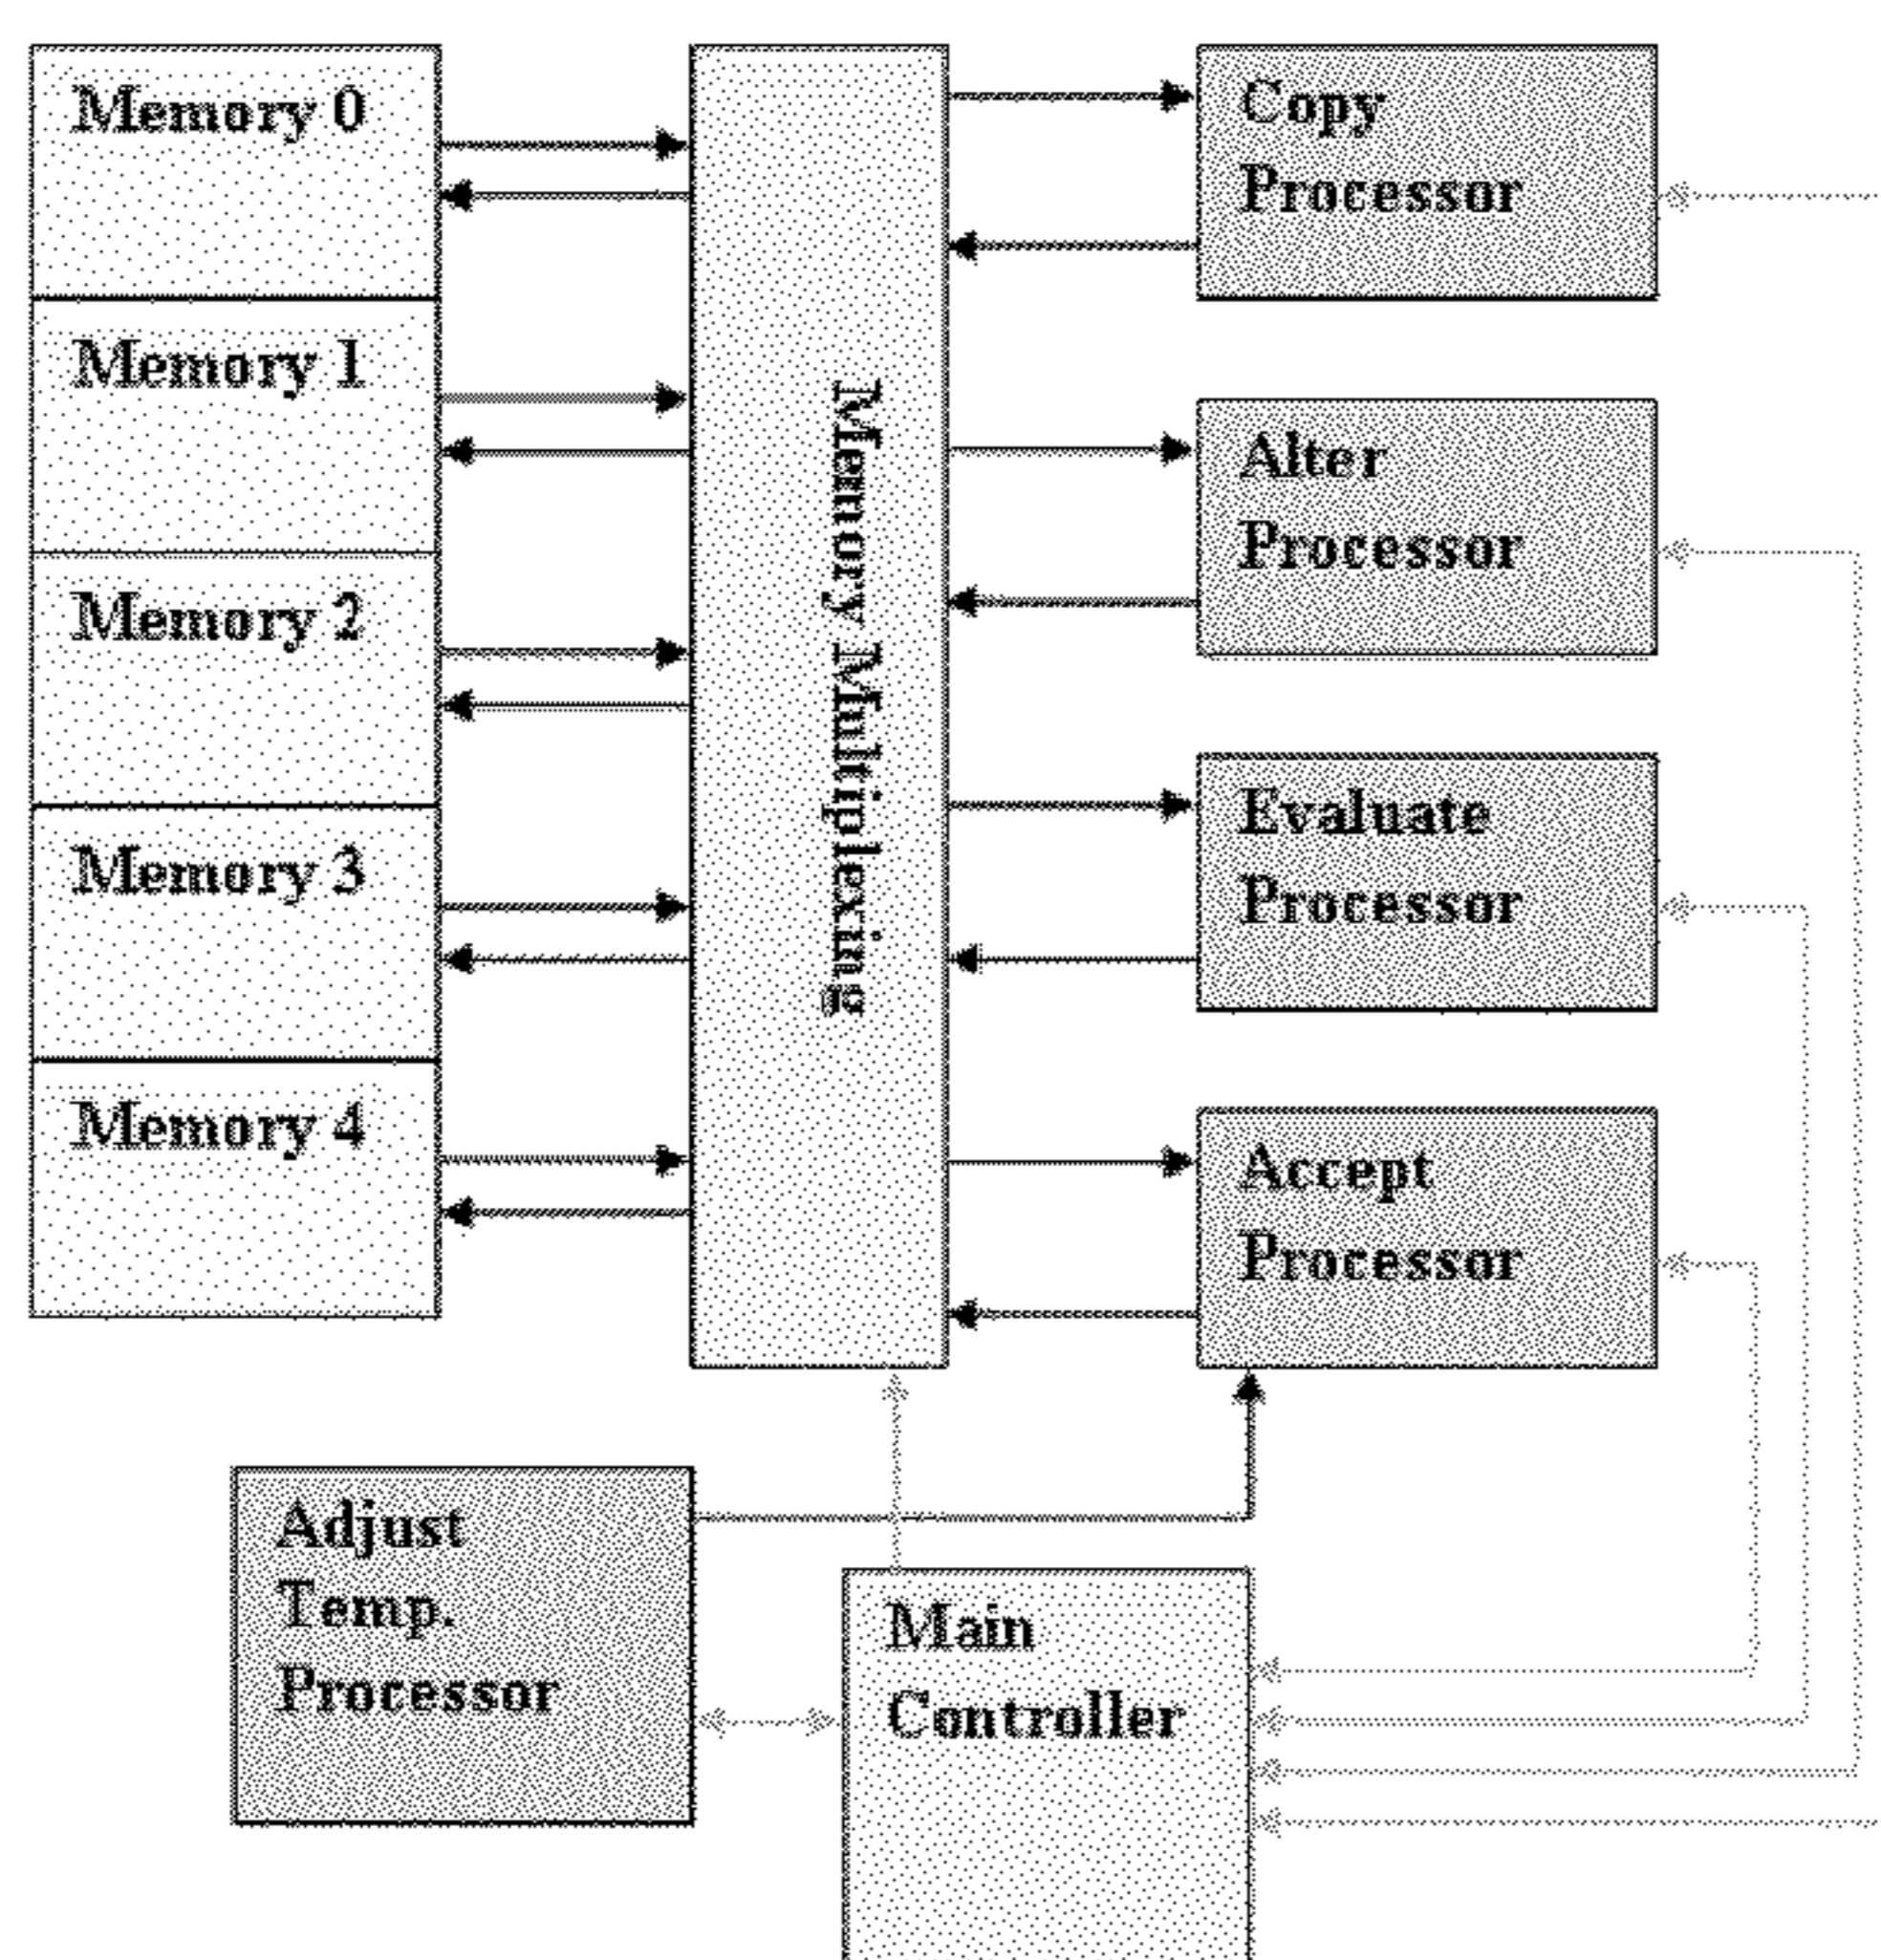 Memory 0
Memory 1
Memory 2
Memory 3
Memory 4
Memory Multiplexing
Copy
Processor
Alter
Processor
Evaluate
Processor
Accept
Processor
Adjust
Temp.
Processor
Main
Controller